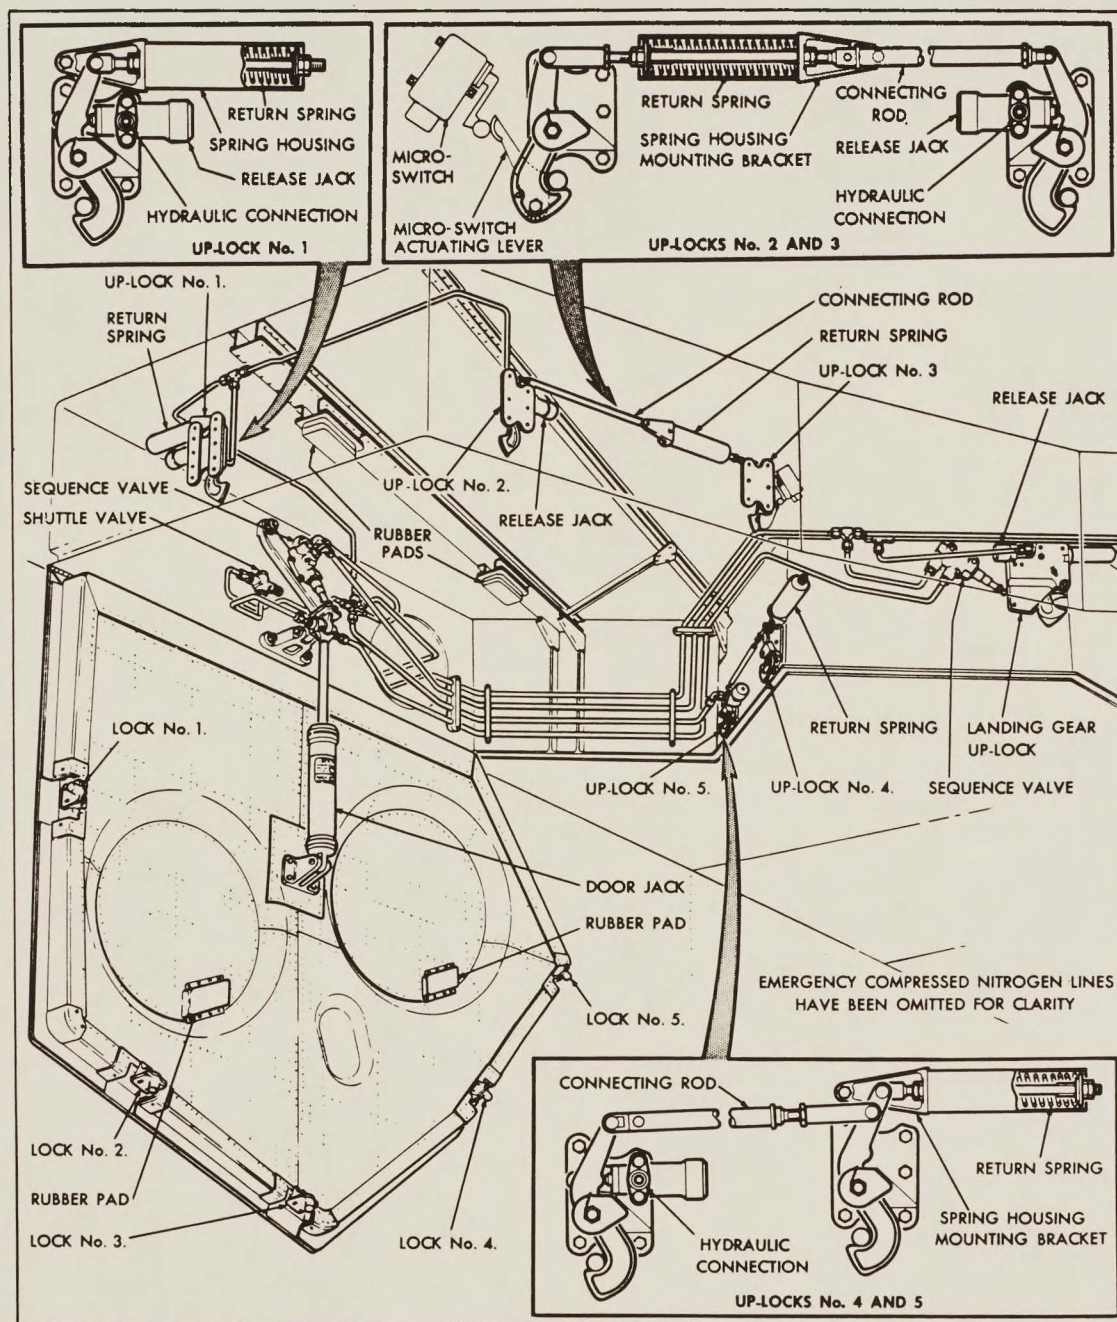 RETURN SPRING
SPRING HOUSING
RELEASE JACK
HYDRAULIC CONNECTION
UP-LOCK No. 1
MICRO-
SWITCH
MICRO-SWITCH
ACTUATING LEVER
RETURN SPRING
SPRING HOUSING
MOUNTING BRACKET
CONNECTING
ROD
RELEASE JACK
HYDRAULIC
CONNECTION
UP-LOCKS No. 2 AND 3
UP-LOCK No. 1.
RETURN
SPRING
CONNECTING ROD
RETURN SPRING
UP-LOCK No. 3
RELEASE JACK
SEQUENCE VALVE
SHUTTLE VALVE
UP-LOCK No. 2.
RELEASE JACK
RUBBER
PADS
LOCK No. 1.
RETURN SPRING
LANDING GEAR
UP-LOCK
UP-LOCK No. 5.
UP-LOCK No. 4.
SEQUENCE VALVE
DOOR JACK
RUBBER PAD
EMERGENCY COMPRESSED NITROGEN LINES
HAVE BEEN OMITTED FOR CLARITY
LOCK No. 5.
LOCK No. 2.
RUBBER PAD
LOCK No. 3.
LOCK No. 4.
CONNECTING ROD
RETURN SPRING
SPRING HOUSING
MOUNTING BRACKET
HYDRAULIC
CONNECTION
UP-LOCKS No. 4 AND 5